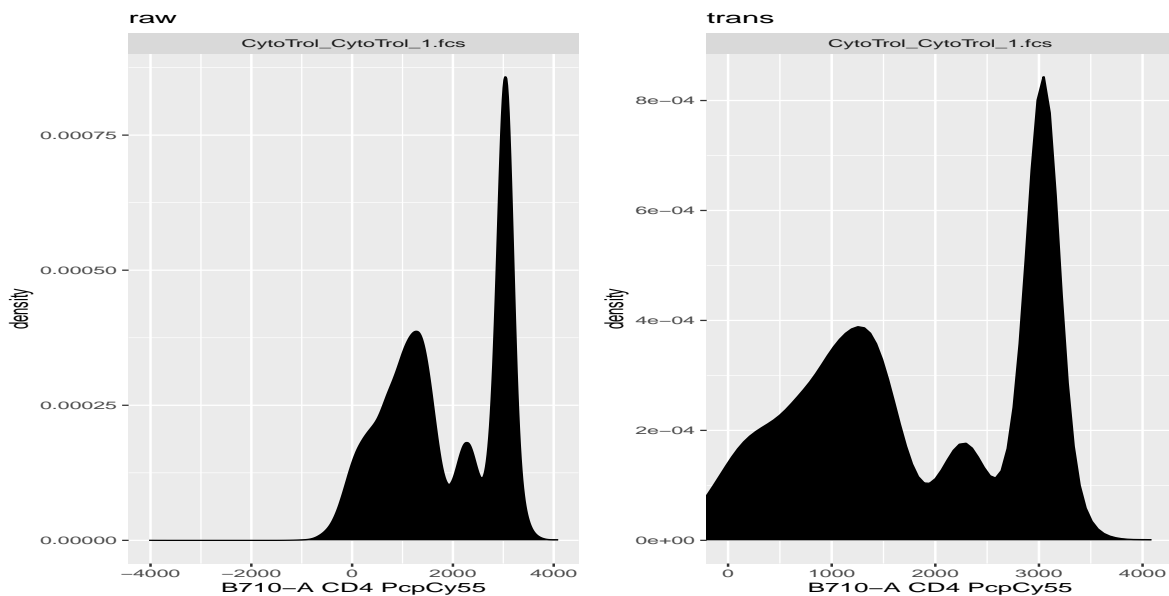 raw
CytoTrol_CytoTrol_1.fcs
0.00075
0.00050
0.00025
0.00000
density
−4000 −2000 0 2000 4000
B710−A CD4 PcpCy55
trans
CytoTrol_CytoTrol_1.fcs
8e−04
6e−04
4e−04
2e−04
0e+00
density
0 1000 2000 3000 4000
B710−A CD4 PcpCy55